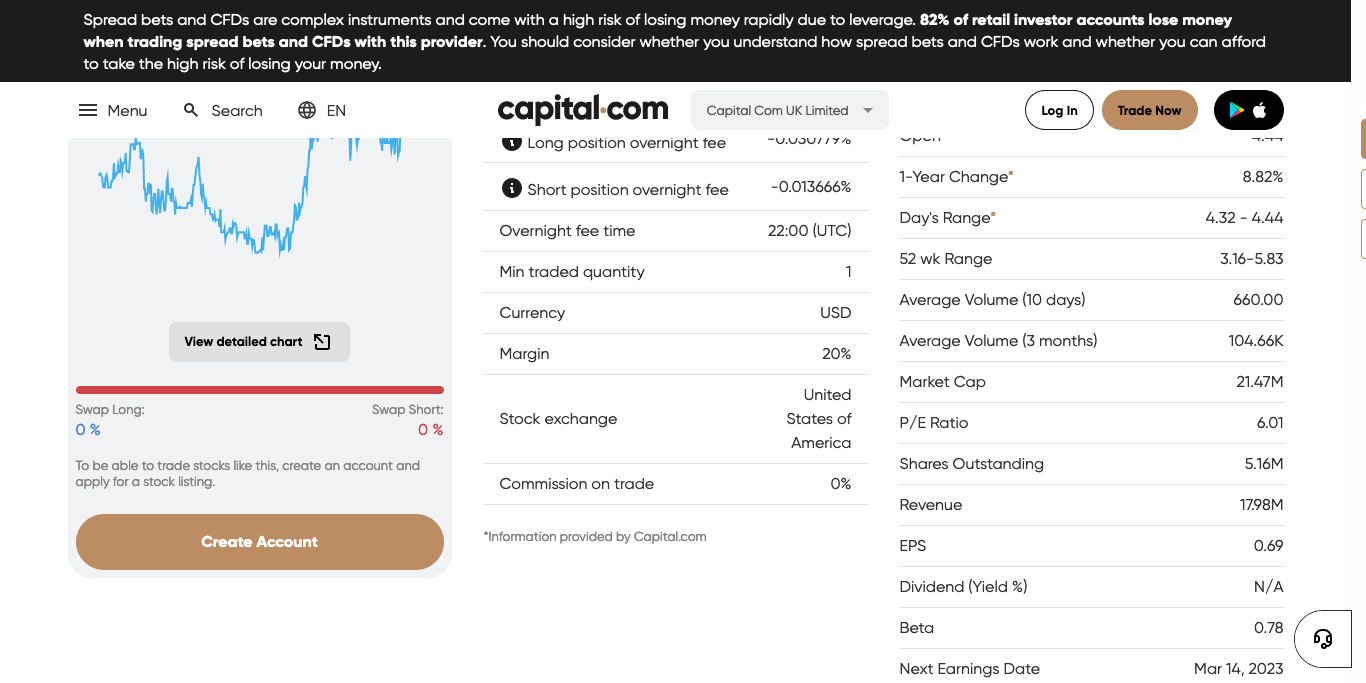 Spread bets and CFDs are complex instruments and come with a high risk of losing money rapidly due to leverage. 82% of retail investor accounts lose money
when trading spread bets and CFDs with this provider. You should consider whether you understand how spread bets and CFDs work and whether you can afford
to take the high risk of losing your money.
Menu Search EN capital.com Capital Com UK Limited Log In Trade Now
View detailed chart
Swap Long: Swap Short:
0 % 0 %
To be able to trade stocks like this, create an account and
apply for a stock listing.
Create Account
Long position overnight fee -0.030779%
Short position overnight fee -0.013666%
Overnight fee time 22:00 (UTC)
Min traded quantity 1
Currency USD
Margin 20%
Stock exchange United
States of
America
Commission on trade 0%
*Information provided by Capital.com
Open 4.44
1-Year Change* 8.82%
Day's Range* 4.32 - 4.44
52 wk Range 3.16-5.83
Average Volume (10 days) 660.00
Average Volume (3 months) 104.66K
Market Cap 21.47M
P/E Ratio 6.01
Shares Outstanding 5.16M
Revenue 17.98M
EPS 0.69
Dividend (Yield %) N/A
Beta 0.78
Next Earnings Date Mar 14, 2023